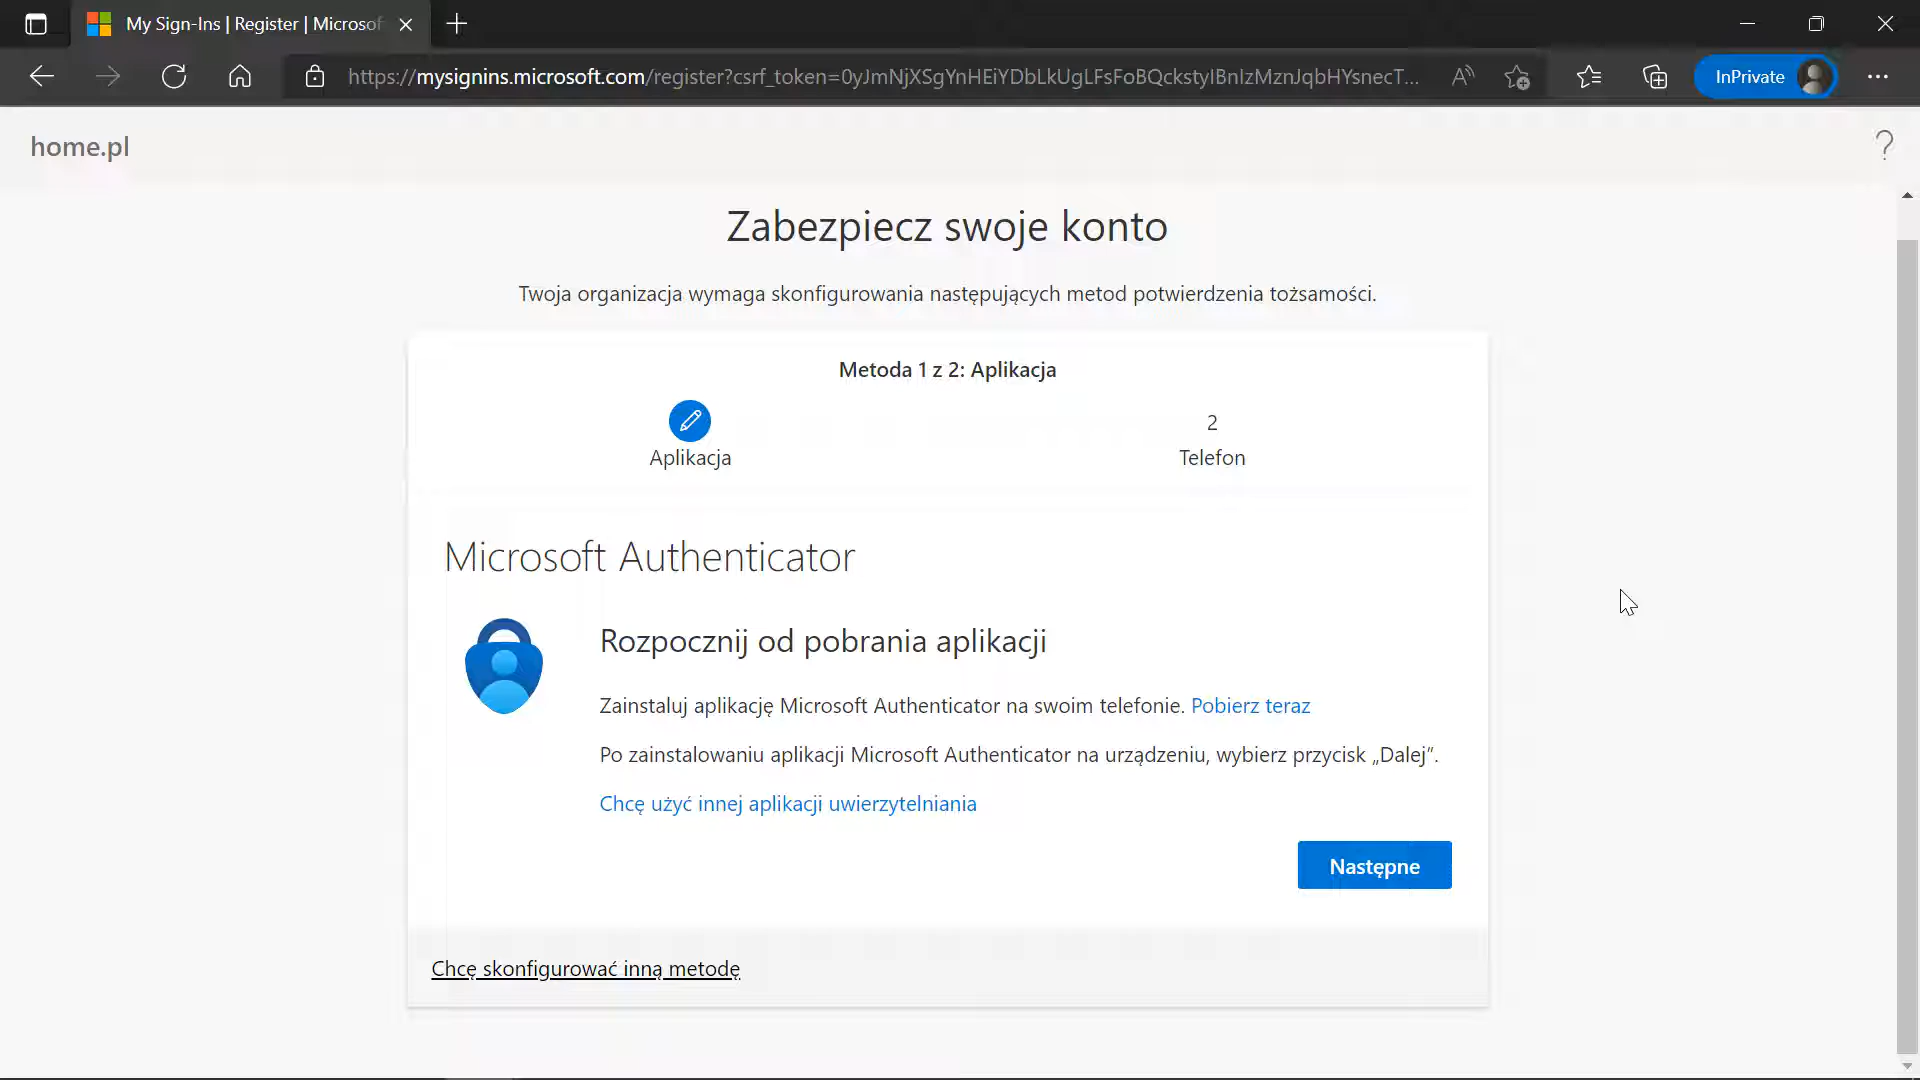 My Sign-Ins | Register | Microsof
https://mysignins.microsoft.com/register?csrf_token=0yJmNjXSgYnHEiYDbLkUgLFsFoBQckstyIBnIzMznJqbHYsnecT...
InPrivate
home.pl
?
Zabezpiecz swoje konto
Twoja organizacja wymaga skonfigurowania następujących metod potwierdzenia tożsamości.
Metoda 1 z 2: Aplikacja
2
Aplikacja
Telefon
Microsoft Authenticator
Rozpocznij od pobrania aplikacji
Zainstaluj aplikację Microsoft Authenticator na swoim telefonie. Pobierz teraz
Po zainstalowaniu aplikacji Microsoft Authenticator na urządzeniu, wybierz przycisk „Dalej”.
Chcę użyć innej aplikacji uwierzytelniania
Następne
Chcę skonfigurować inną metodę